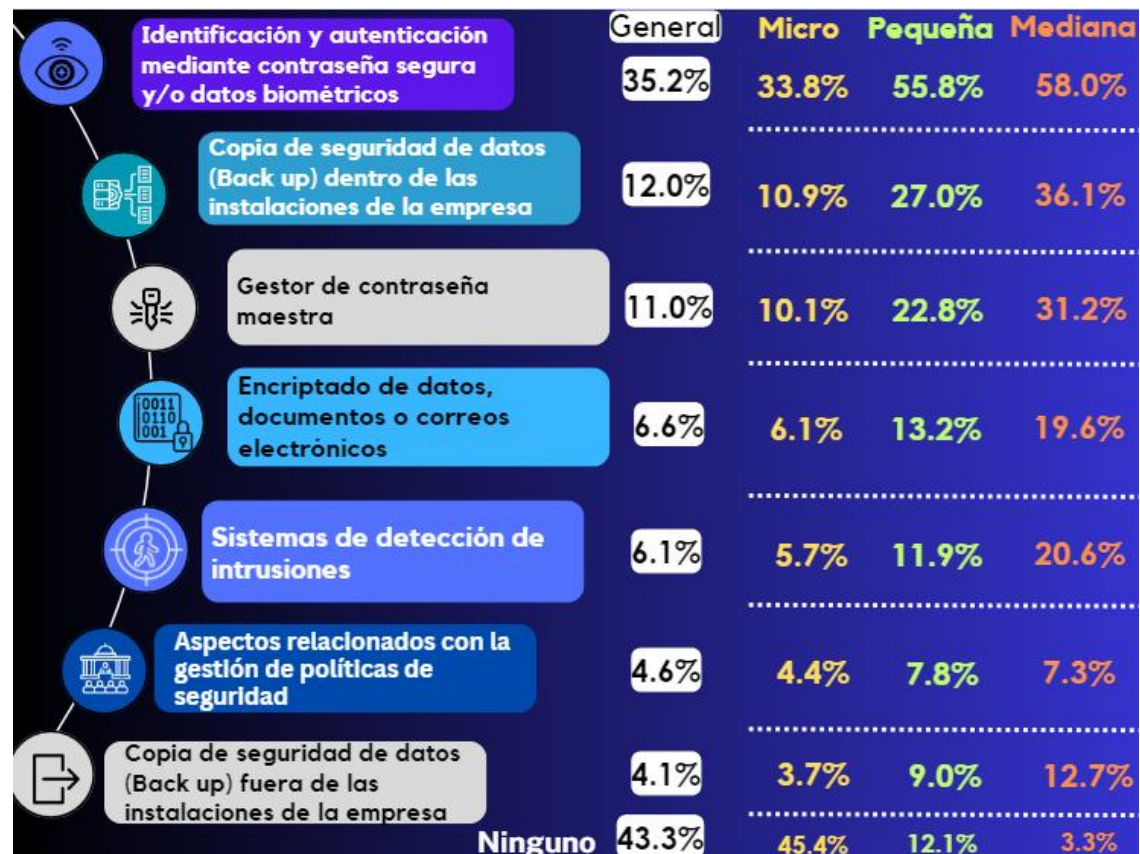 General Micro Pequeña Mediana
Identificación y autenticación
mediante contraseña segura
y/o datos biométricos
35.2% 33.8% 55.8% 58.0%
Copia de seguridad de datos
(Back up) dentro de las
instalaciones de la empresa
12.0% 10.9% 27.0% 36.1%
Gestor de contraseña
maestra
11.0% 10.1% 22.8% 31.2%
0011
0110
001
Encriptado de datos,
documentos o correos
electrónicos
6.6% 6.1% 13.2% 19.6%
Sistemas de detección de
intrusiones
6.1% 5.7% 11.9% 20.6%
Aspectos relacionados con la
gestión de políticas de
seguridad
4.6% 4.4% 7.8% 7.3%
Copia de seguridad de datos
(Back up) fuera de las
instalaciones de la empresa
4.1% 3.7% 9.0% 12.7%
Ninguno 43.3% 45.4% 12.1% 3.3%